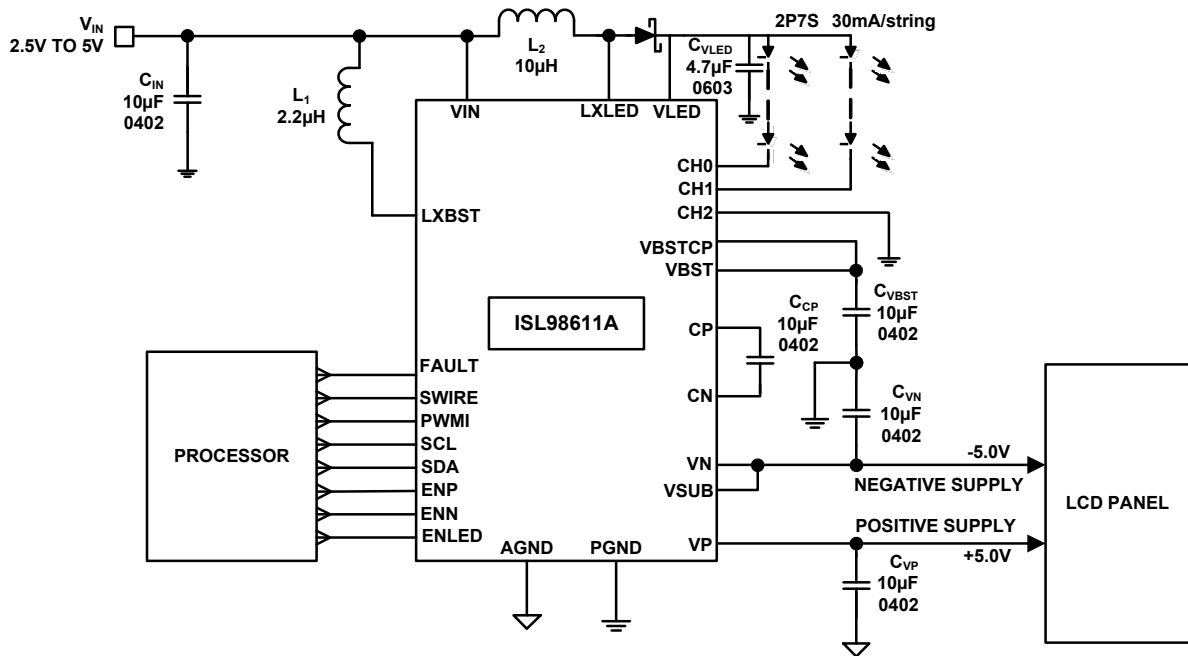 VIN
2.5V TO 5V
CIN
10µF
0402
L1
2.2µH
L2
10µH
CVLED
4.7µF
0603
2P7S 30mA/string
VIN
LXLED
VLED
CH0
CH1
CH2
LXBST
VBSTCP
VBST
ISL98611A
CP
CN
CCP
10µF
0402
CVBST
10µF
0402
CVN
10µF
0402
PROCESSOR
FAULT
SWIRE
PWMI
SCL
SDA
ENP
ENN
ENLED
VN
VSUB
-5.0V
NEGATIVE SUPPLY
LCD PANEL
POSITIVE SUPPLY
+5.0V
VP
AGND
PGND
CVP
10µF
0402